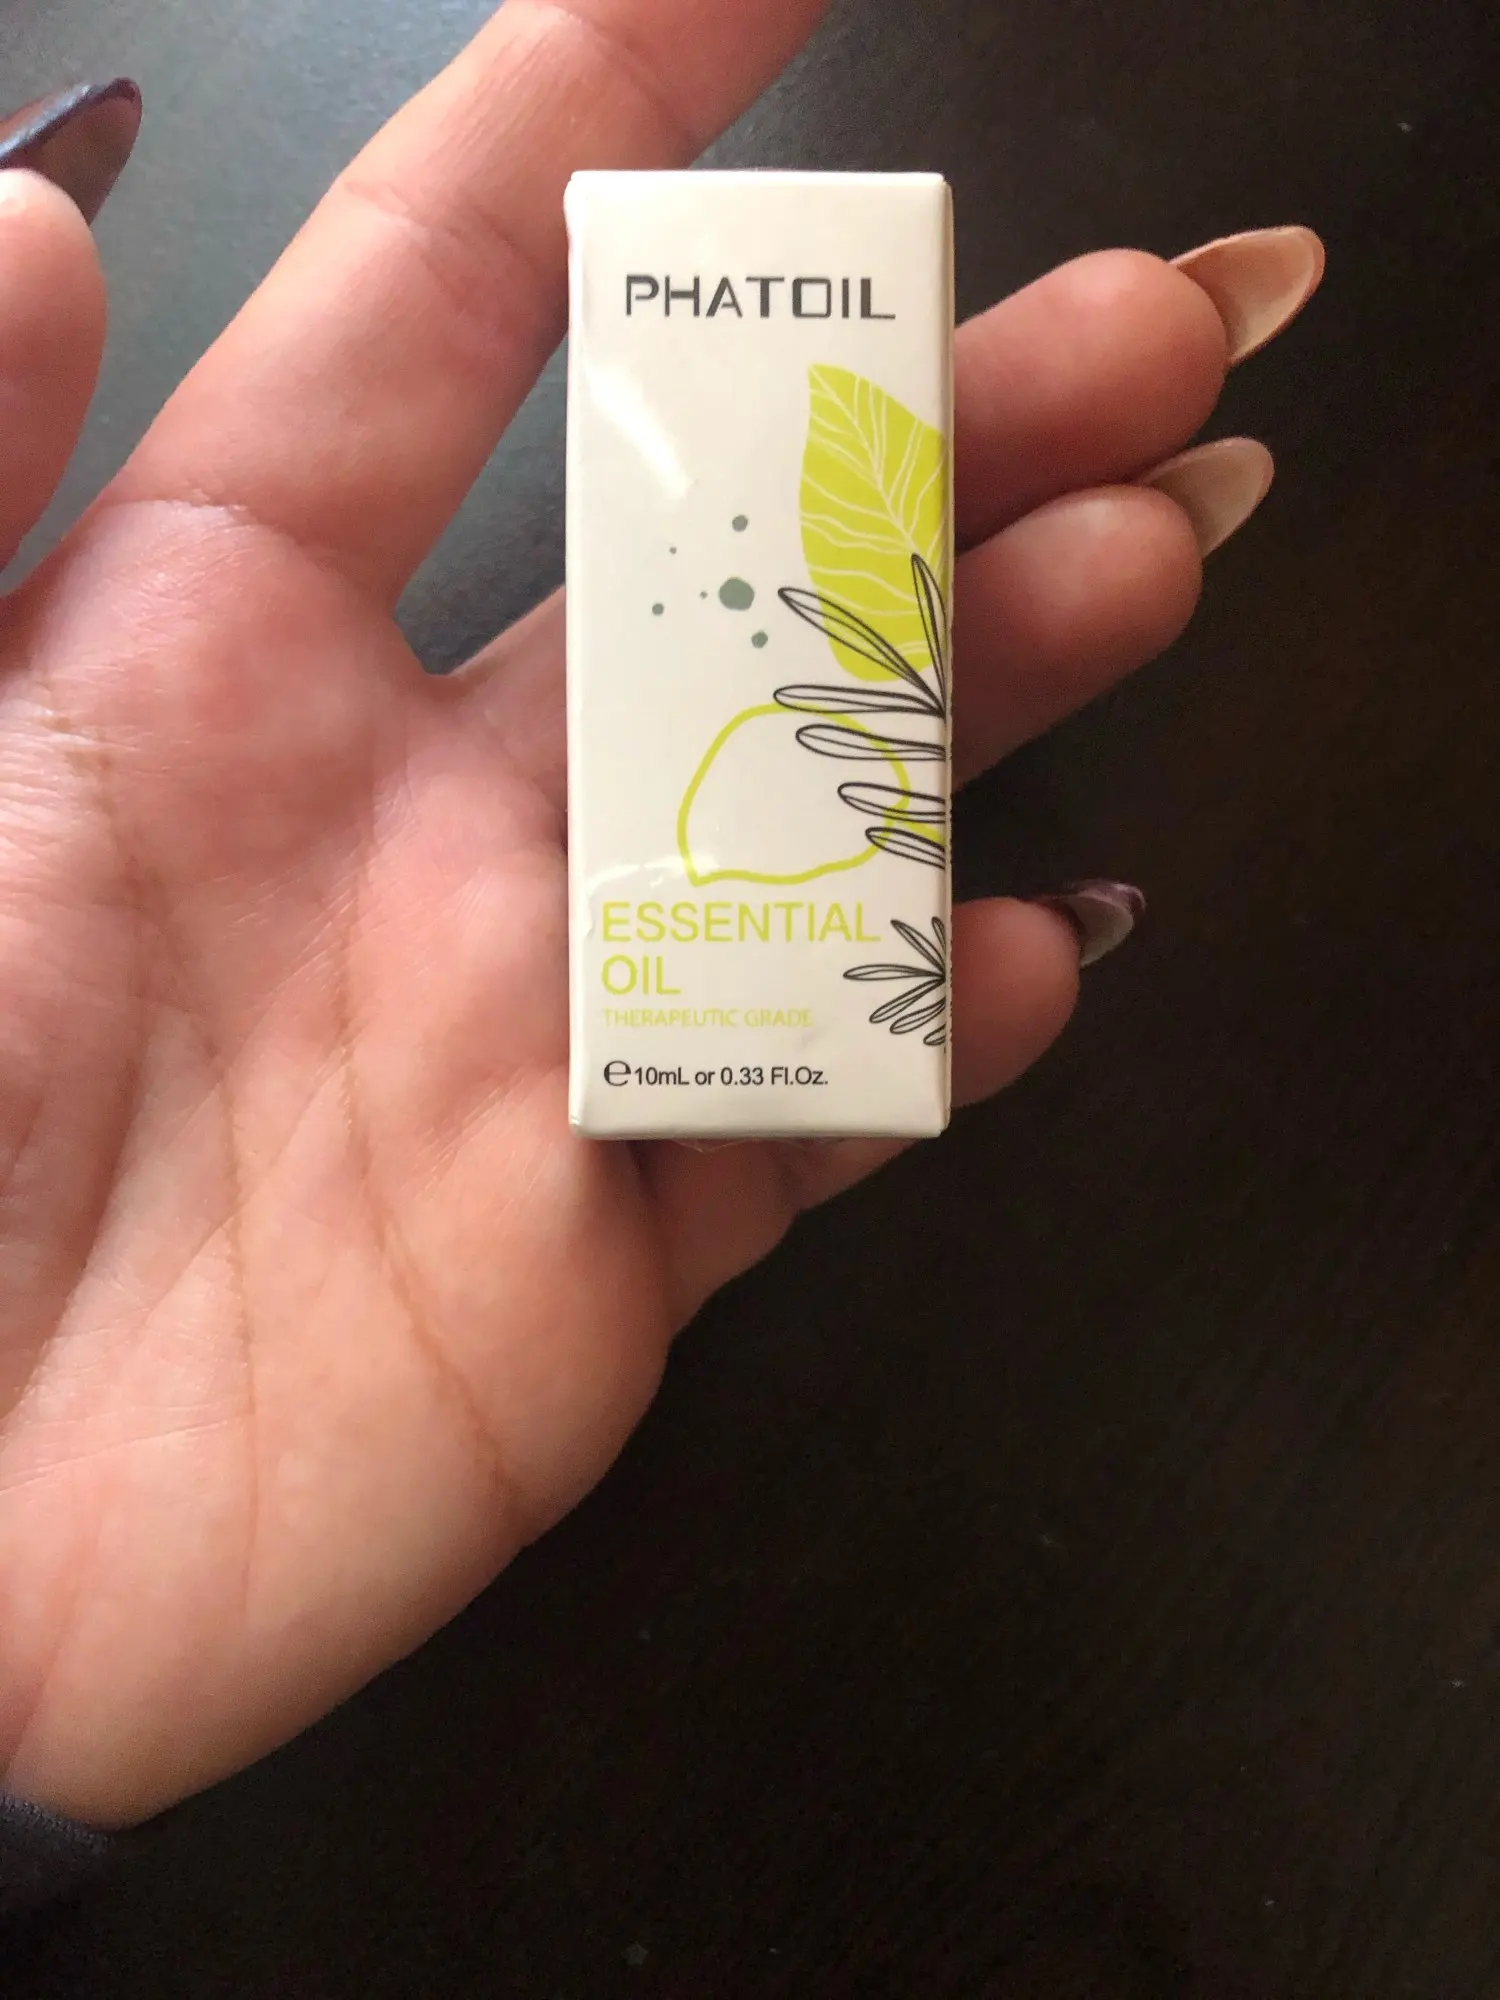 PHATOIL
ESSENTIAL
OIL
THERAPEUTIC GRADE
℮10mL or 0.33 Fl.Oz.